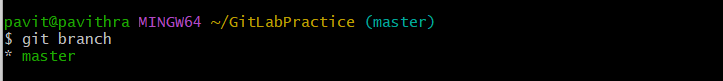 pavit@pavithra MINGW64 ~/GitLabPractice (master)
$ git branch
* master